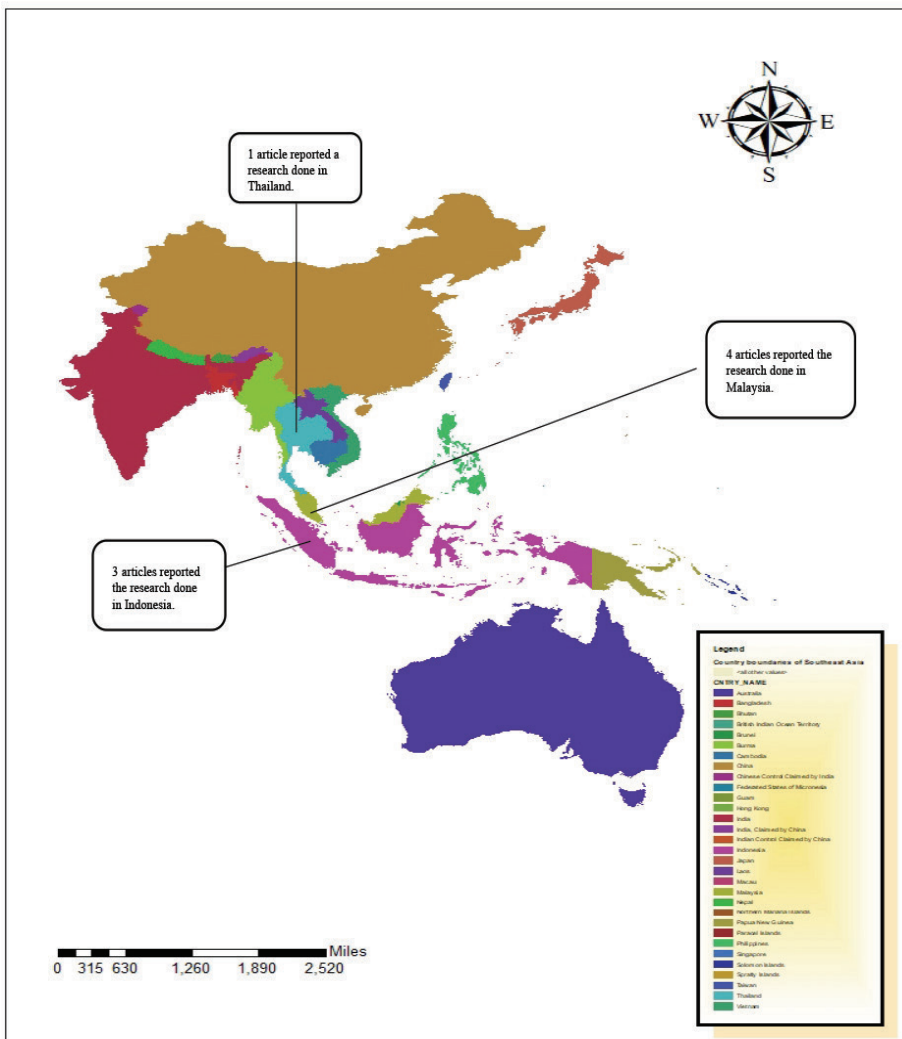 N
W
E
S
1 article reported a
research done in
Thailand.
4 articles reported the
research done in
Malaysia.
3 articles reported
the research done
in Indonesia.
Legend
Country boundaries of Southeast Asia
<all other values>
CNTRY_NAME
Australia
Bangladesh
Bhutan
British Indian Ocean Territory
Brunei
Burma
Cambodia
China
Chinese Control Claimed by India
Federated States of Micronesia
Guam
Hong Kong
India
India, Claimed by China
Indian Control Claimed by China
Indonesia
Japan
Laos
Macau
Malaysia
Nepal
Northern Mariana Islands
Papua New Guinea
Paracel Islands
Philippines
Singapore
Solomon Islands
Spratly Islands
Taiwan
Thailand
Vietnam
Miles
0 315 630 1,260 1,890 2,520